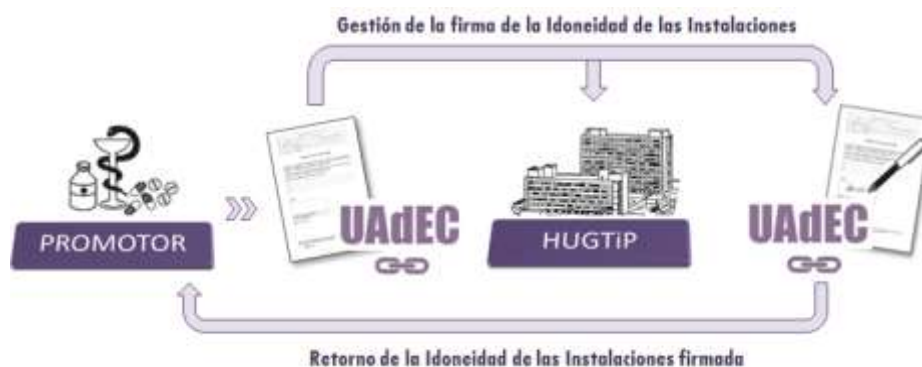 Gestión de la firma de la Idoneidad de las Instalaciones
PROMOTOR
UAdEC
HUGTiP
UAdEC
Retorno de la Idoneidad de las Instalaciones firmada